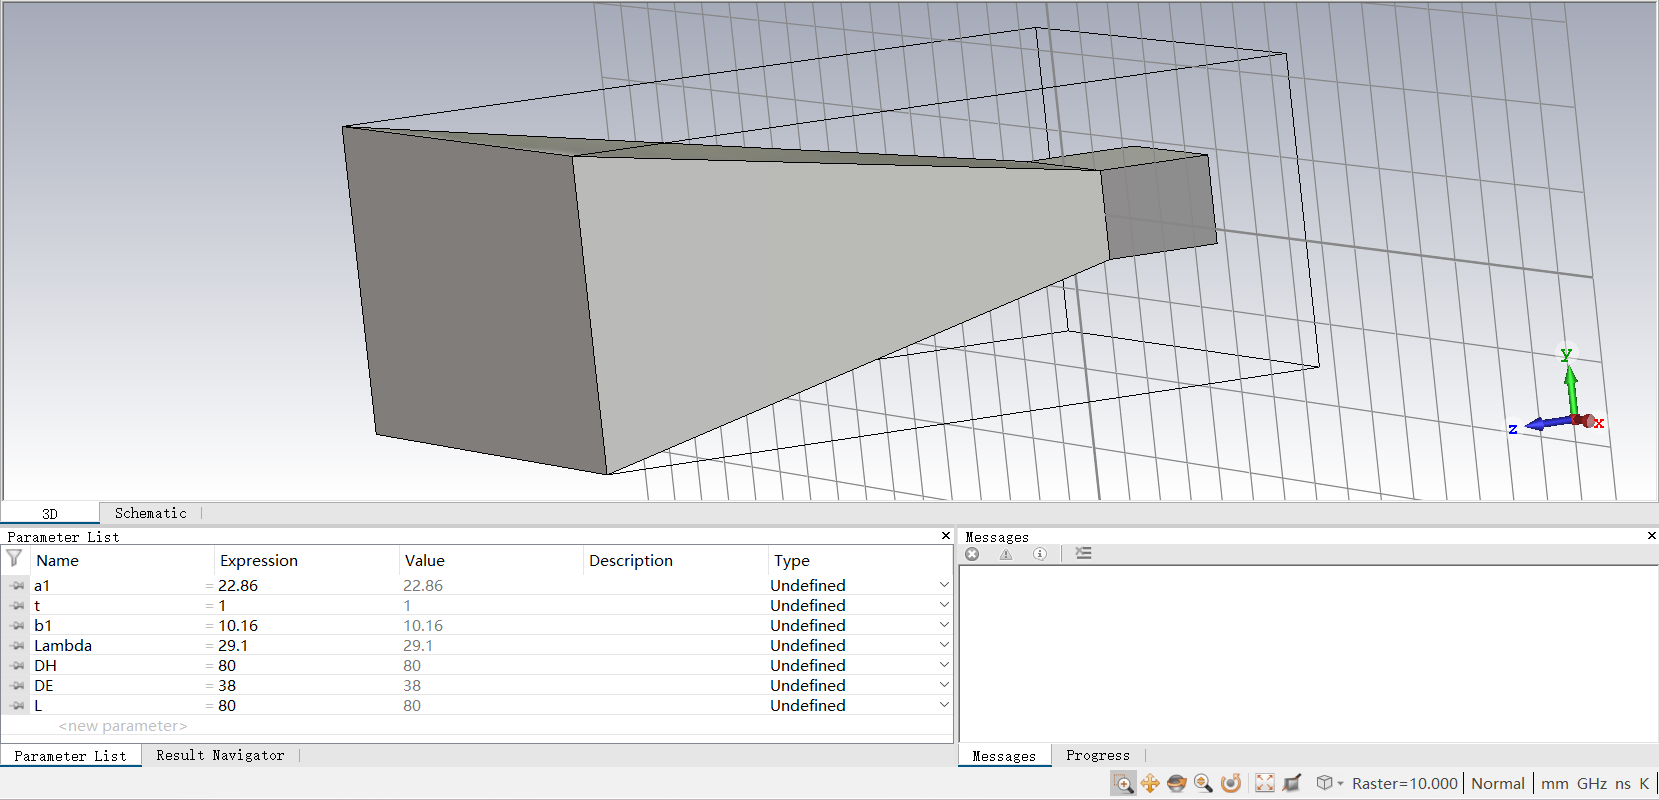 y
z
x
3D
Schematic
Parameter List
Name Expression Value Description Type
a1 = 22.86 22.86 Undefined
t = 1 1 Undefined
b1 = 10.16 10.16 Undefined
Lambda = 29.1 29.1 Undefined
DH = 80 80 Undefined
DE = 38 38 Undefined
L = 80 80 Undefined
<new parameter>
Parameter List Result Navigator
Messages
Messages Progress
Raster=10.000 Normal mm GHz ns K